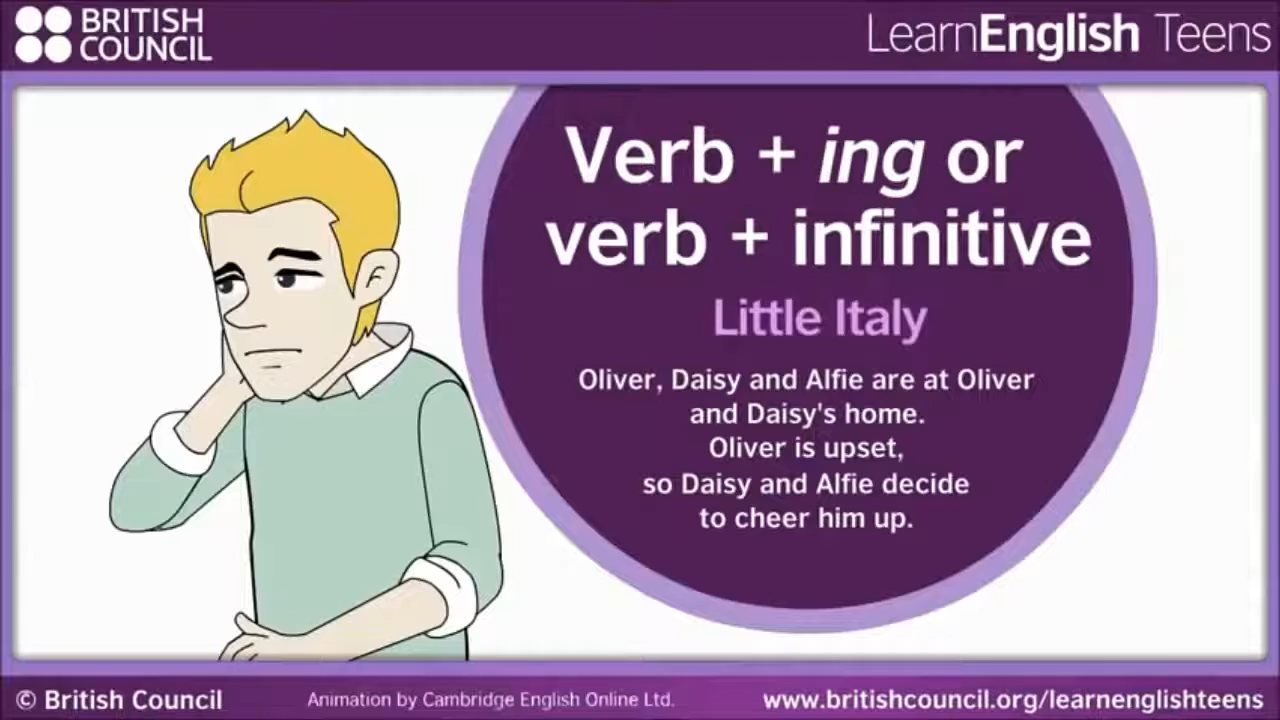 BRITISH
COUNCIL
LearnEnglish Teens
Verb + ing or
verb + infinitive
Little Italy
Oliver, Daisy and Alfie are at Oliver
and Daisy's home.
Oliver is upset,
so Daisy and Alfie decide
to cheer him up.
© British Council
Animation by Cambridge English Online Ltd.
www.britishcouncil.org/learnenglishteens